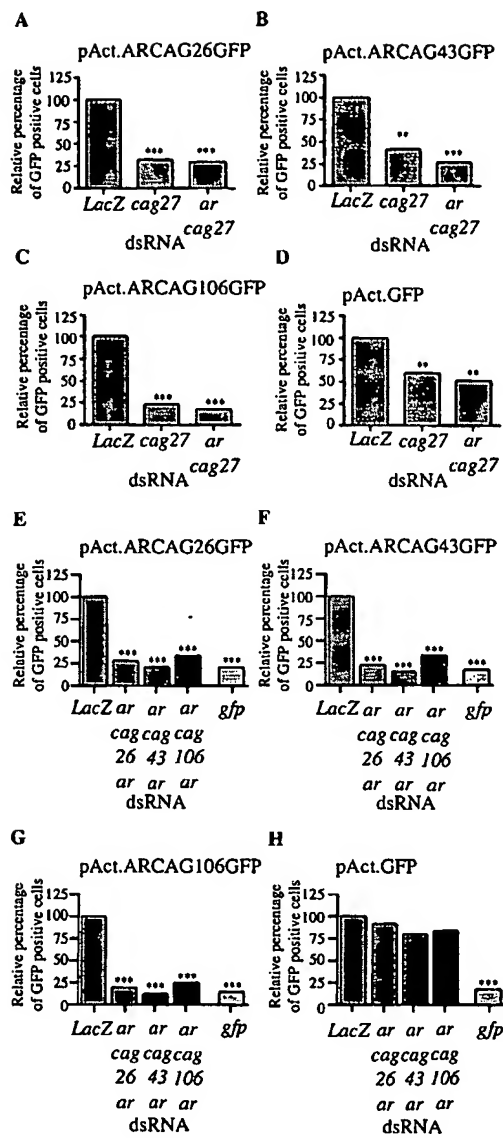 A
pAct.ARCAG26GFP
Relative percentage
of GFP positive cells
125
100
75
50
25
0
***
***
LacZ cag27 ar
cag27
dsRNA
B
pAct.ARCAG43GFP
Relative percentage
of GFP positive cells
125
100
75
50
25
0
**
***
LacZ cag27 ar
cag27
dsRNA
C
pAct.ARCAG106GFP
Relative percentage
of GFP positive cells
125
100
75
50
25
0
***
***
LacZ cag27 ar
cag27
dsRNA
D
pAct.GFP
Relative percentage
of GFP positive cells
125
100
75
50
25
0
**
**
LacZ cag27 ar
cag27
dsRNA
E
pAct.ARCAG26GFP
Relative percentage
of GFP positive cells
125
100
75
50
25
0
***
***
***
***
LacZ ar ar ar gfp
cag cag cag
26 43 106
ar ar ar
dsRNA
F
pAct.ARCAG43GFP
Relative percentage
of GFP positive cells
125
100
75
50
25
0
***
***
***
***
LacZ ar ar ar gfp
cag cag cag
26 43 106
ar ar ar
dsRNA
G
pAct.ARCAG106GFP
Relative percentage
of GFP positive cells
125
100
75
50
25
0
***
***
***
***
LacZ ar ar ar gfp
cag cag cag
26 43 106
ar ar ar
dsRNA
H
pAct.GFP
Relative percentage
of GFP positive cells
125
100
75
50
25
0
***
LacZ ar ar ar gfp
cag cag cag
26 43 106
ar ar ar
dsRNA